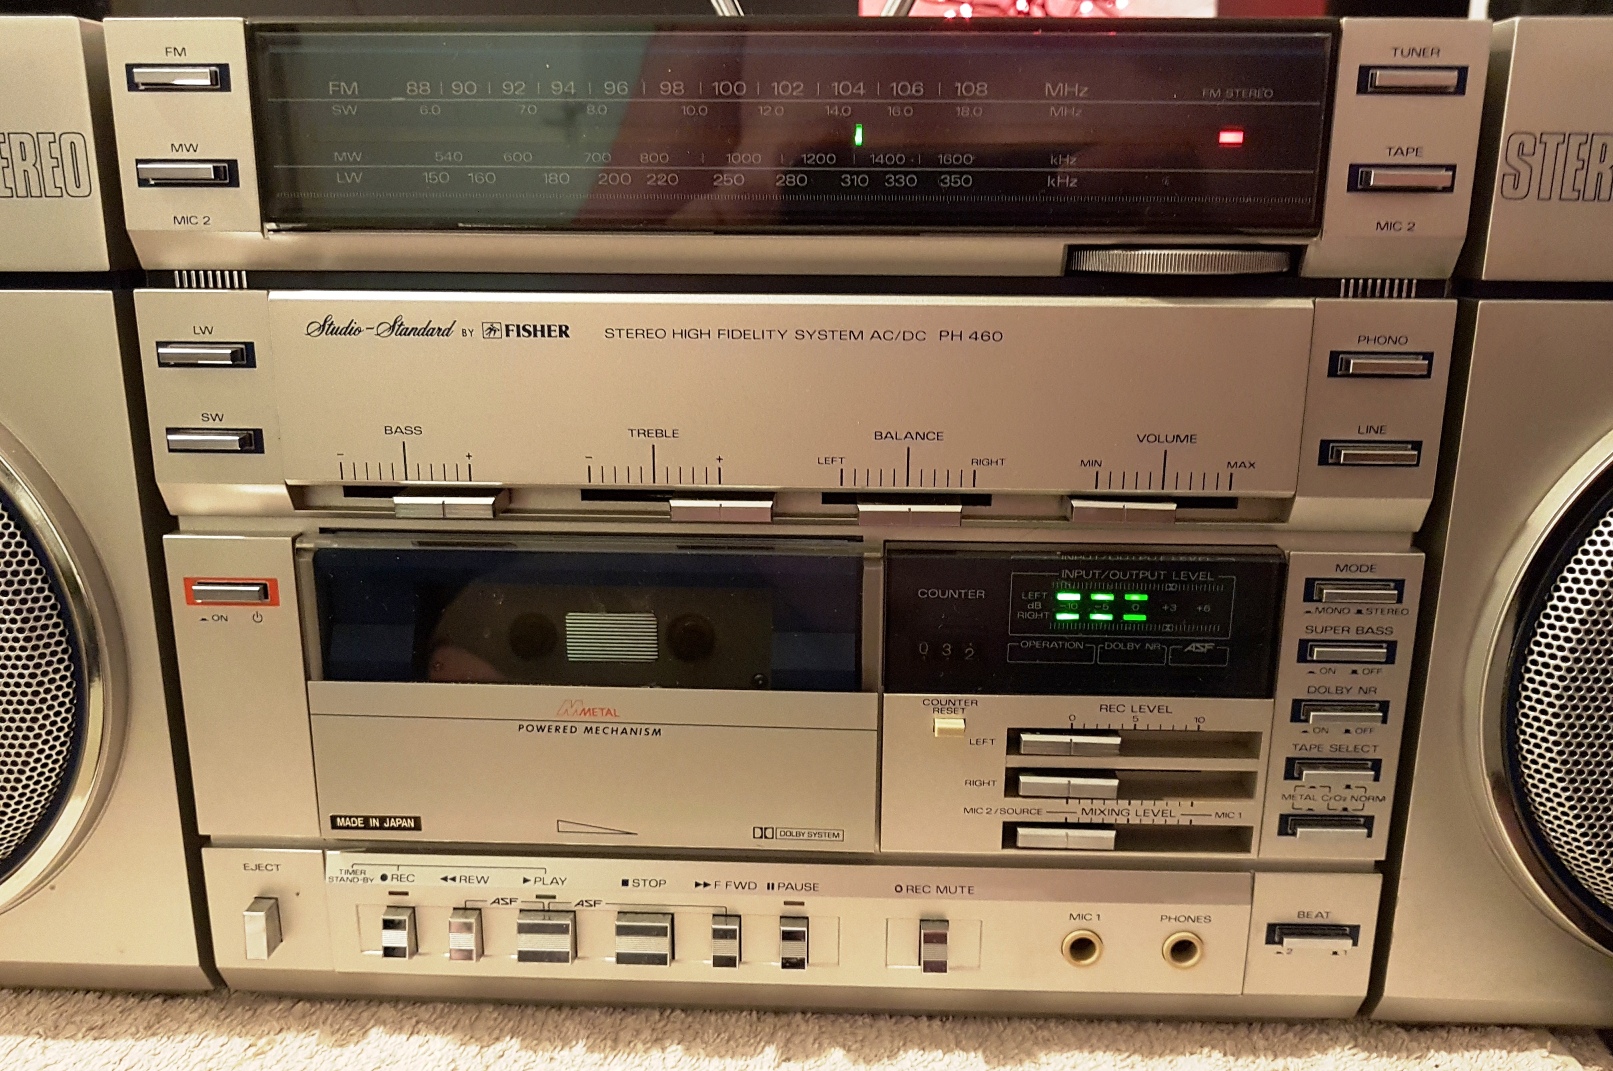 FM
FM 88 90 92 94 96 98 100 102 104 106 108 MHz
SW 6.0 7.0 8.0 10.0 12.0 14.0 16.0 18.0 MHz
FM STEREO
MW 540 600 700 800 1000 1200 1400 1600 kHz
LW 150 160 180 200 220 250 280 310 330 350 kHz
MW
MIC 2
TUNER
TAPE
MIC 2
EREO
STER
LW
SW
Studio-Standard BY FISHER STEREO HIGH FIDELITY SYSTEM AC/DC PH 460
PHONO
LINE
BASS
- +
TREBLE
- +
BALANCE
LEFT RIGHT
VOLUME
MIN MAX
ON
METAL
POWERED MECHANISM
MADE IN JAPAN
DOLBY SYSTEM
COUNTER
0 3 2
INPUT/OUTPUT LEVEL
LEFT
dB -10 -5 0 +3 +6
RIGHT
OPERATION DOLBY NR ASF
COUNTER
RESET
REC LEVEL
0 5 10
LEFT
RIGHT
MIC 2/SOURCE MIXING LEVEL MIC 1
MODE
MONO STEREO
SUPER BASS
ON OFF
DOLBY NR
ON OFF
TAPE SELECT
METAL CrO2 NORM
EJECT
TIMER
STAND-BY
REC REW PLAY STOP F FWD PAUSE
ASF ASF
REC MUTE
MIC 1
PHONES
BEAT
2 1